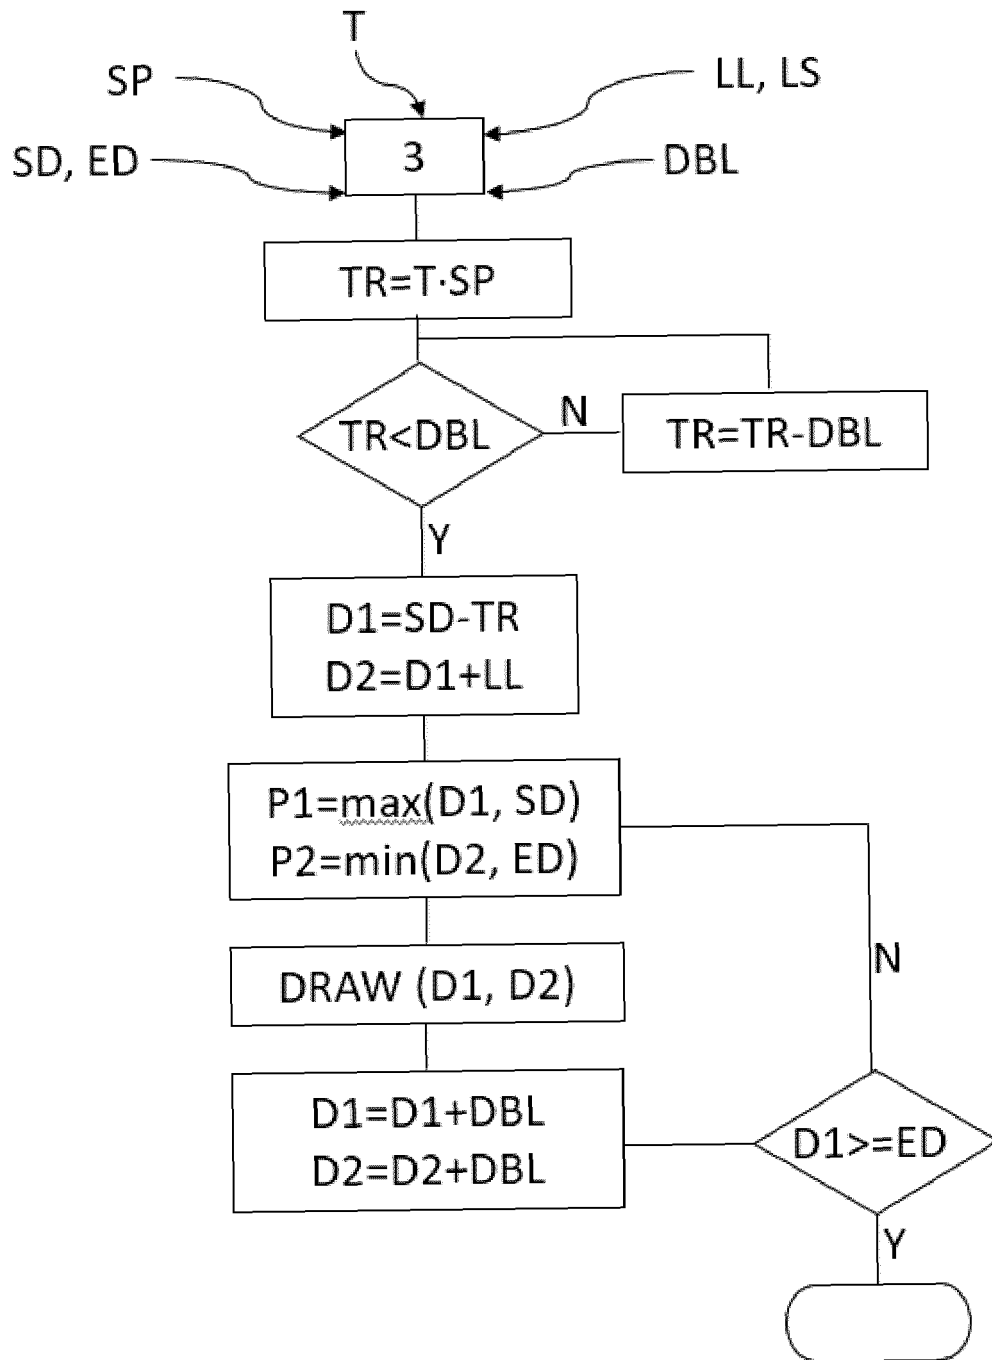 T
SP
LL, LS
3
SD, ED
DBL
TR=T·SP
TR<DBL
N
TR=TR-DBL
Y
D1=SD-TR
D2=D1+LL
P1=max(D1, SD)
P2=min(D2, ED)
N
DRAW (D1, D2)
D1=D1+DBL
D2=D2+DBL
D1>=ED
Y